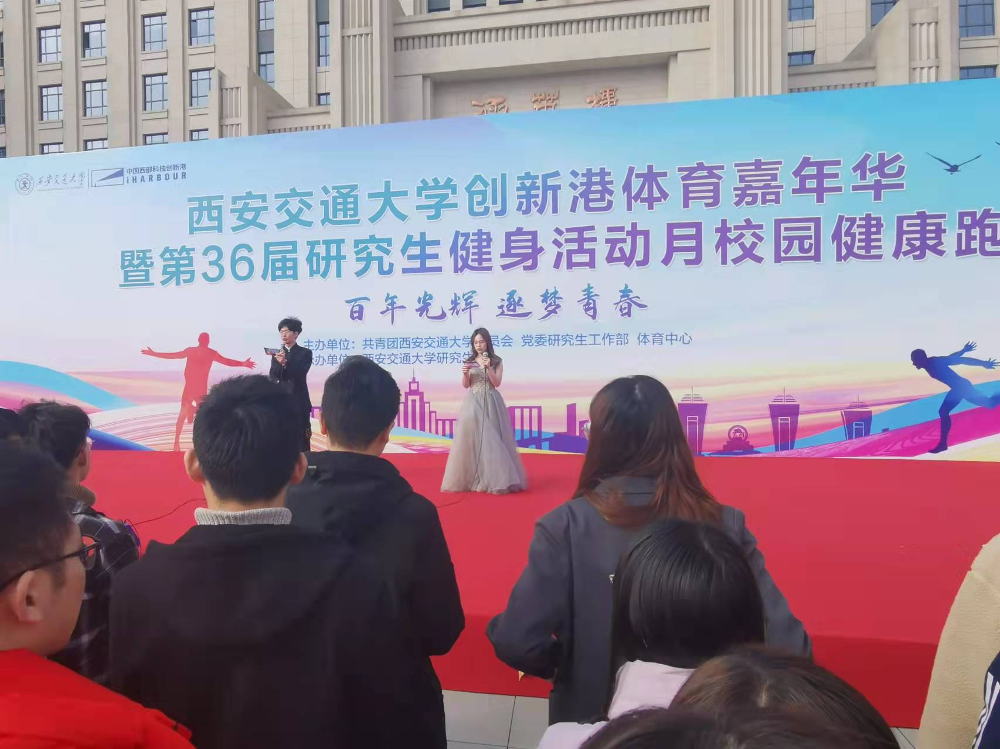 涵英楼
西安交通大学
中国西部科技创新港
iHARBOUR
西安交通大学创新港体育嘉年华
暨第36届研究生健身活动月校园健康跑
百年光辉 逐梦青春
主办单位：共青团西安交通大学 员会 党委研究生工作部 体育中心
办单位 西安交通大学研究生